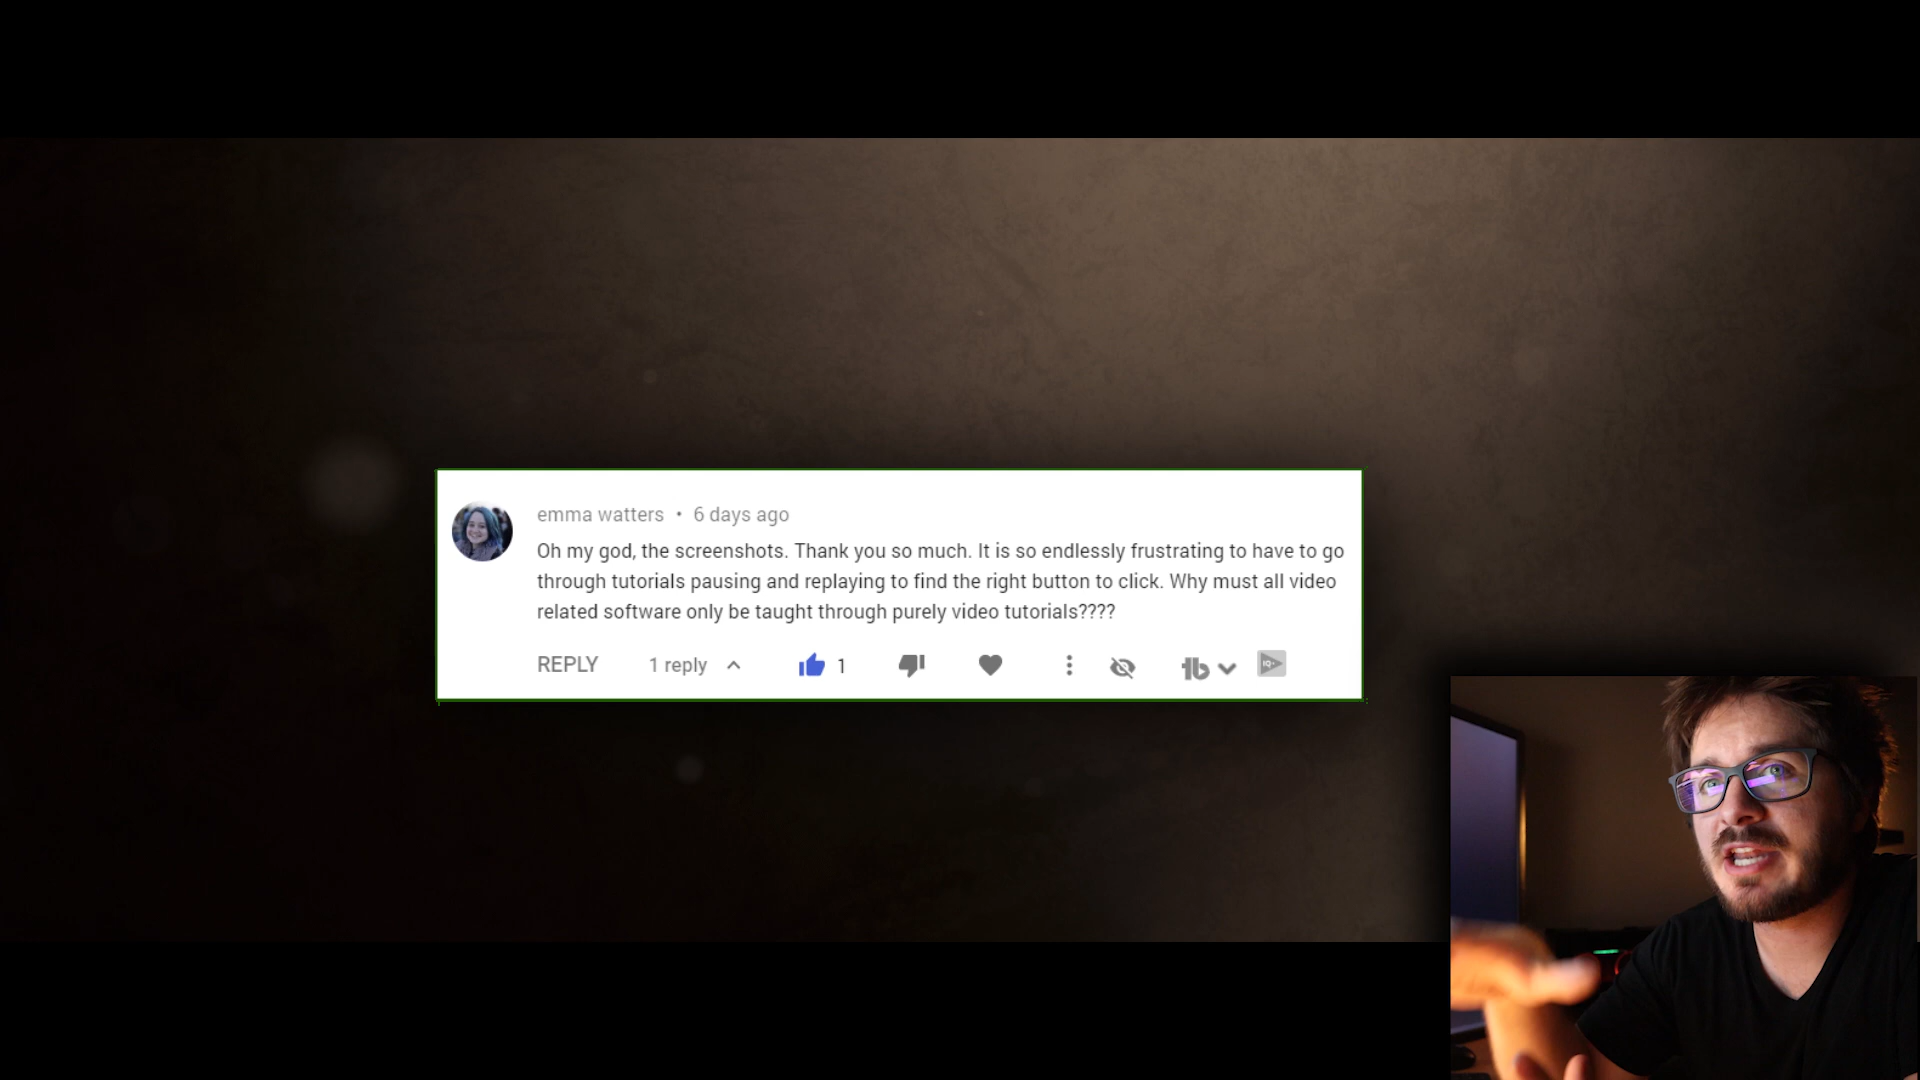 emma watters • 6 days ago
Oh my god, the screenshots. Thank you so much. It is so endlessly frustrating to have to go
through tutorials pausing and replaying to find the right button to click. Why must all video
related software only be taught through purely video tutorials????
REPLY 1 reply 1